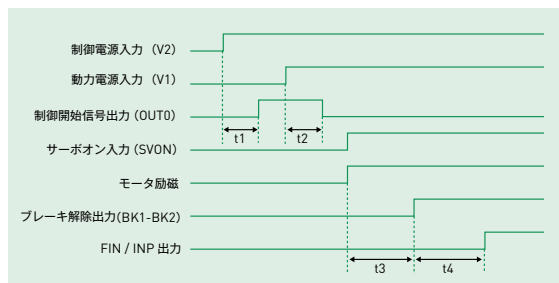 制御電源入力 (V2)
動力電源入力 (V1)
制御開始信号出力 (OUT0)
t1
t2
サーボオン入力 (SVON)
モータ励磁
ブレーキ解除出力(BK1-BK2)
FIN / INP 出力
t3
t4